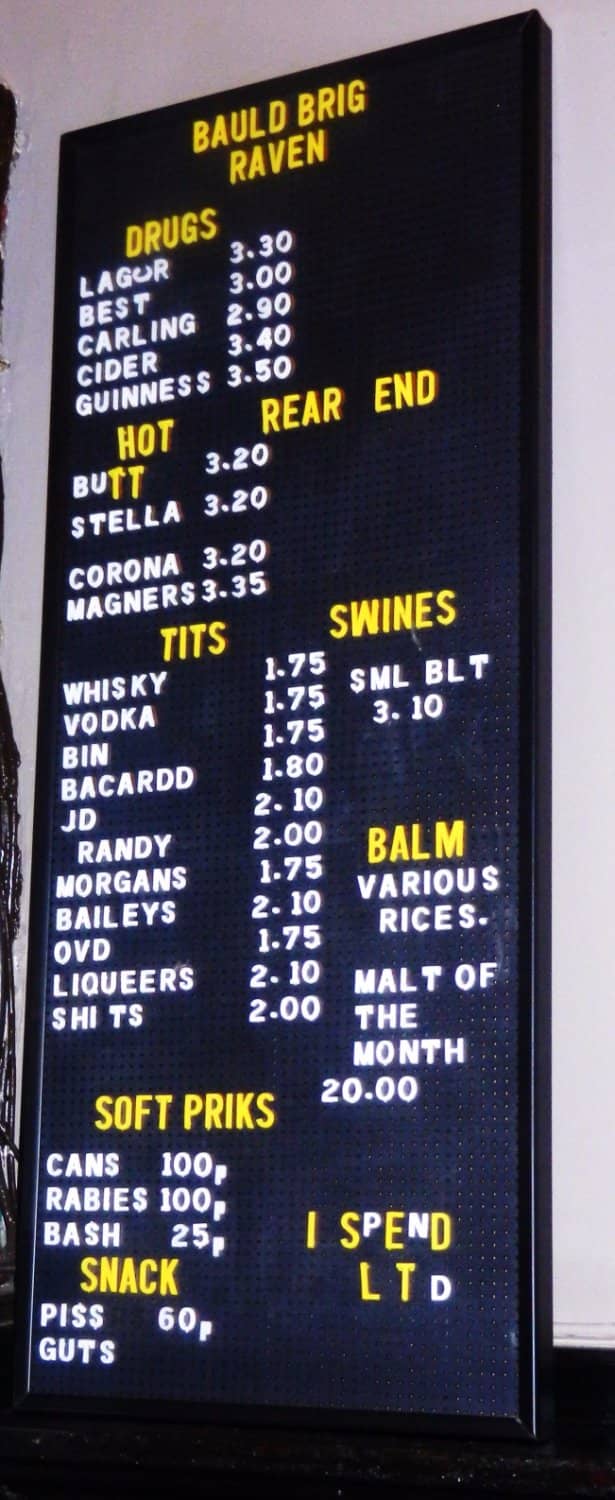 BAULD BRIG
RAVEN
DRUGS
LAGUR 3.30
BEST 3.00
CARLING 2.90
CIDER 3.40
GUINNESS 3.50
HOT REAR END
BUTT 3.20
STELLA 3.20
CORONA 3.20
MAGNERS 3.35
TITS
WHISKY 1.75
VODKA 1.75
BIN 1.75
BACARDD 1.80
JD 2.10
RANDY 2.00
MORGANS 1.75
BAILEYS 2.10
OVD 1.75
LIQUEERS 2.10
SHI TS 2.00
SWINES
SML BLT
3.10
BALM
VARIOUS
RICES.
MALT OF
THE
MONTH
20.00
SOFT PRIKS
CANS 100p
RABIES 100p
BA$H 25p
SNACK
PI$$ 60p
GUTS
I SPEND
LTD